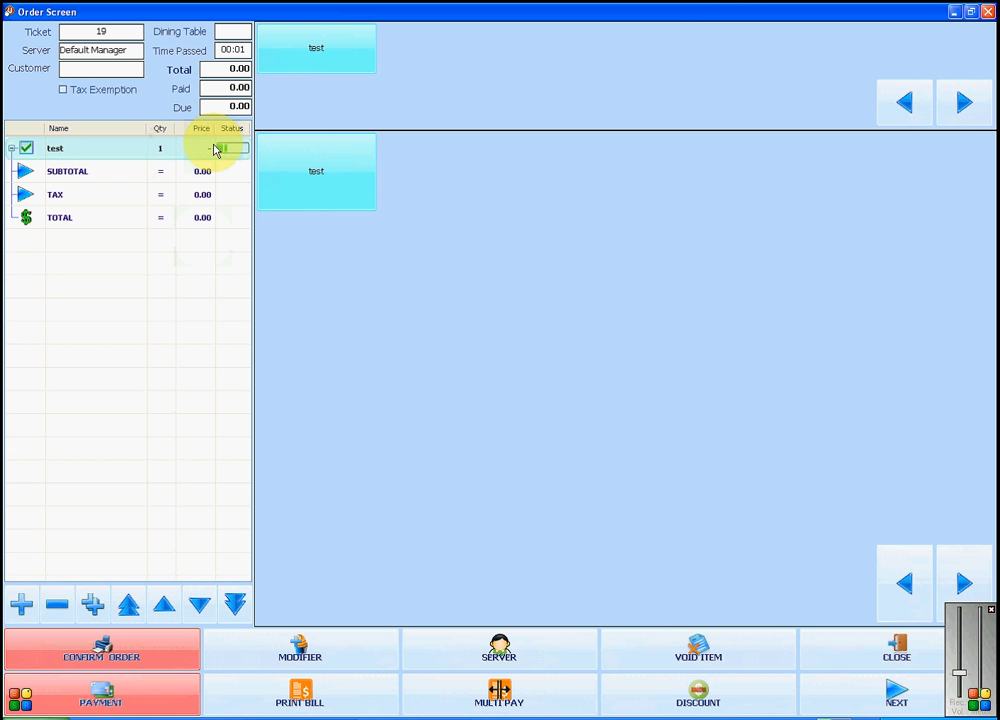 Order Screen
Ticket 19 Dining Table
Server Default Manager Time Passed 00:01
Customer Total 0.00
Tax Exemption Paid 0.00
Due 0.00
Name Qty Price Status
test 1 -
SUBTOTAL = 0.00
TAX = 0.00
TOTAL = 0.00
test
test
CONFIRM ORDER MODIFIER SERVER VOID ITEM CLOSE
PAYMENT PRINT BILL MULTI PAY DISCOUNT NEXT
Rec.
Vol